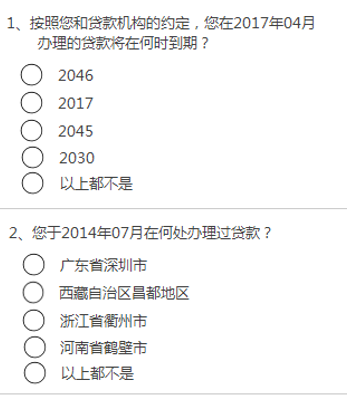 1、按照您和贷款机构的约定，您在2017年04月
办理的贷款将在何时到期？
2046
2017
2045
2030
以上都不是
2、您于2014年07月在何处办理过贷款？
广东省深圳市
西藏自治区昌都地区
浙江省衢州市
河南省鹤壁市
以上都不是